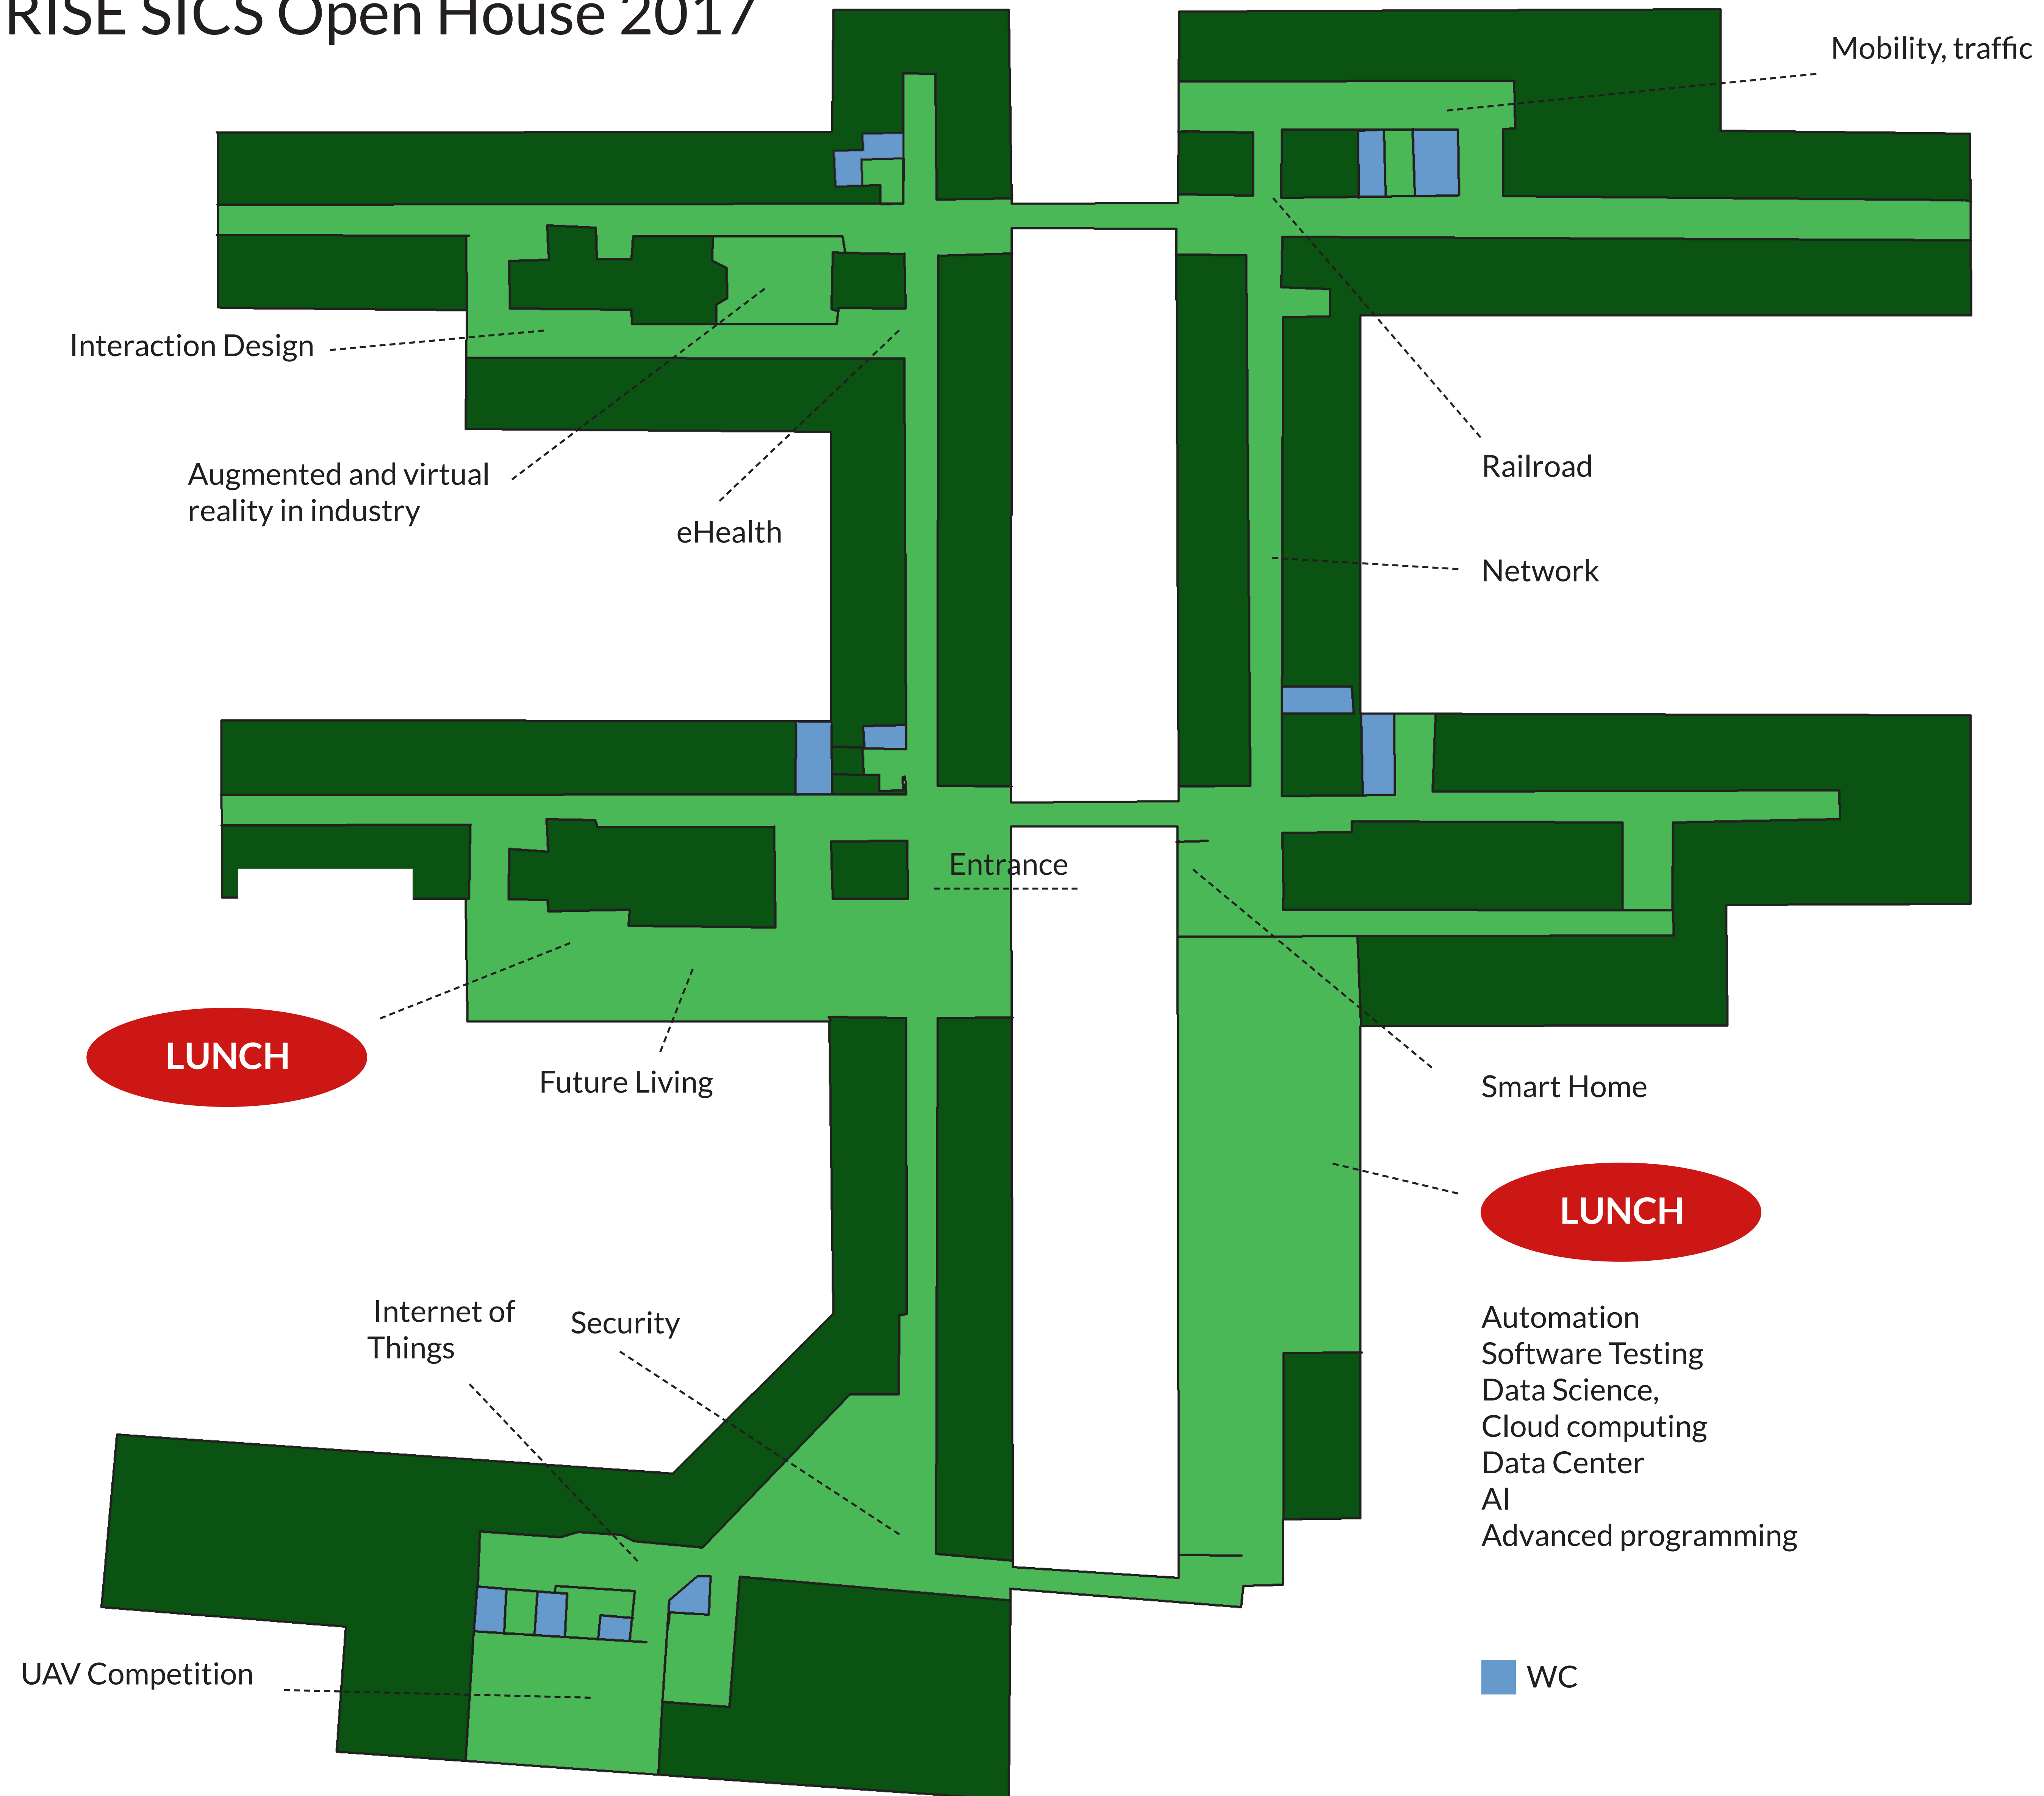 RISE SICS Open House 2017
Mobility, traffic
Interaction Design
Augmented and virtual
reality in industry
eHealth
Railroad
Network
Entrance
LUNCH
Future Living
Smart Home
LUNCH
Internet of
Things
Security
Automation
Software Testing
Data Science,
Cloud computing
Data Center
AI
Advanced programming
UAV Competition
WC